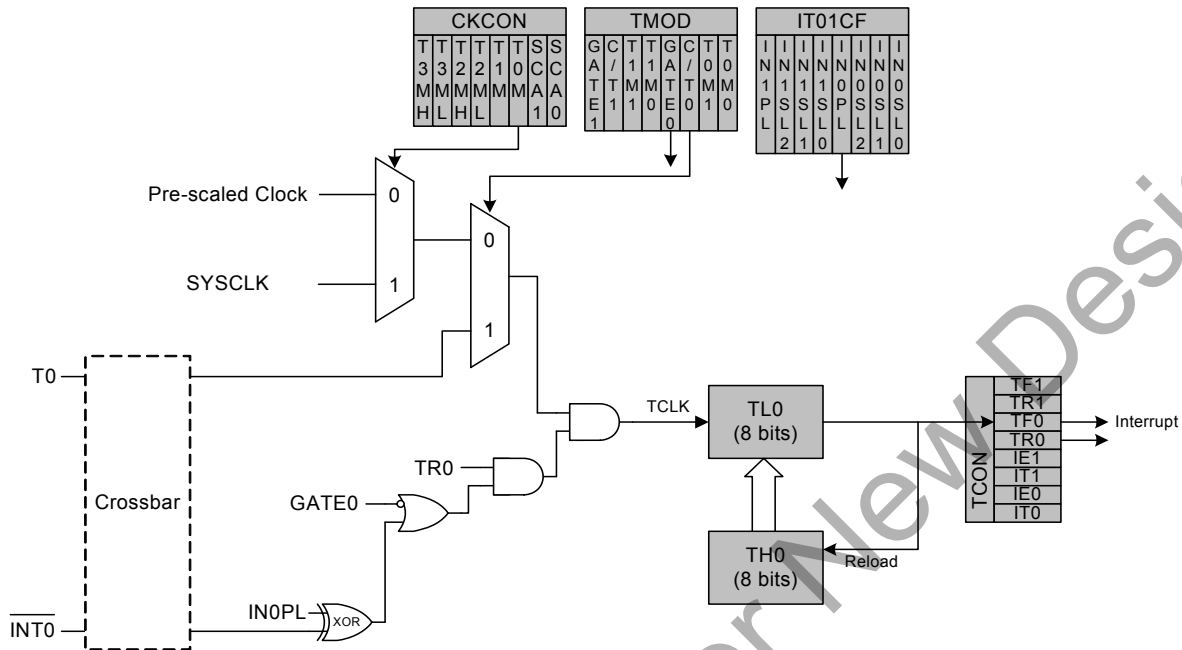 CKCON
T3MH
T3ML
T2MH
T2ML
T1M
T0M
SCA1
SCA0
TMOD
GATE1
C/T1
T1M1
T1M0
GATE0
C/T0
T0M1
T0M0
IT01CF
IN1PL
IN1SL2
IN1SL1
IN1SL0
IN0PL
IN0SL2
IN0SL1
IN0SL0
Pre-scaled Clock
0
SYSCLK
1
0
1
T0
Crossbar
TCLK
TL0
(8 bits)
TR0
GATE0
IN0PL
XOR
INT0
TH0
(8 bits)
Reload
TCON
TF1
TR1
TF0
TR0
IE1
IT1
IE0
IT0
Interrupt
New Desi